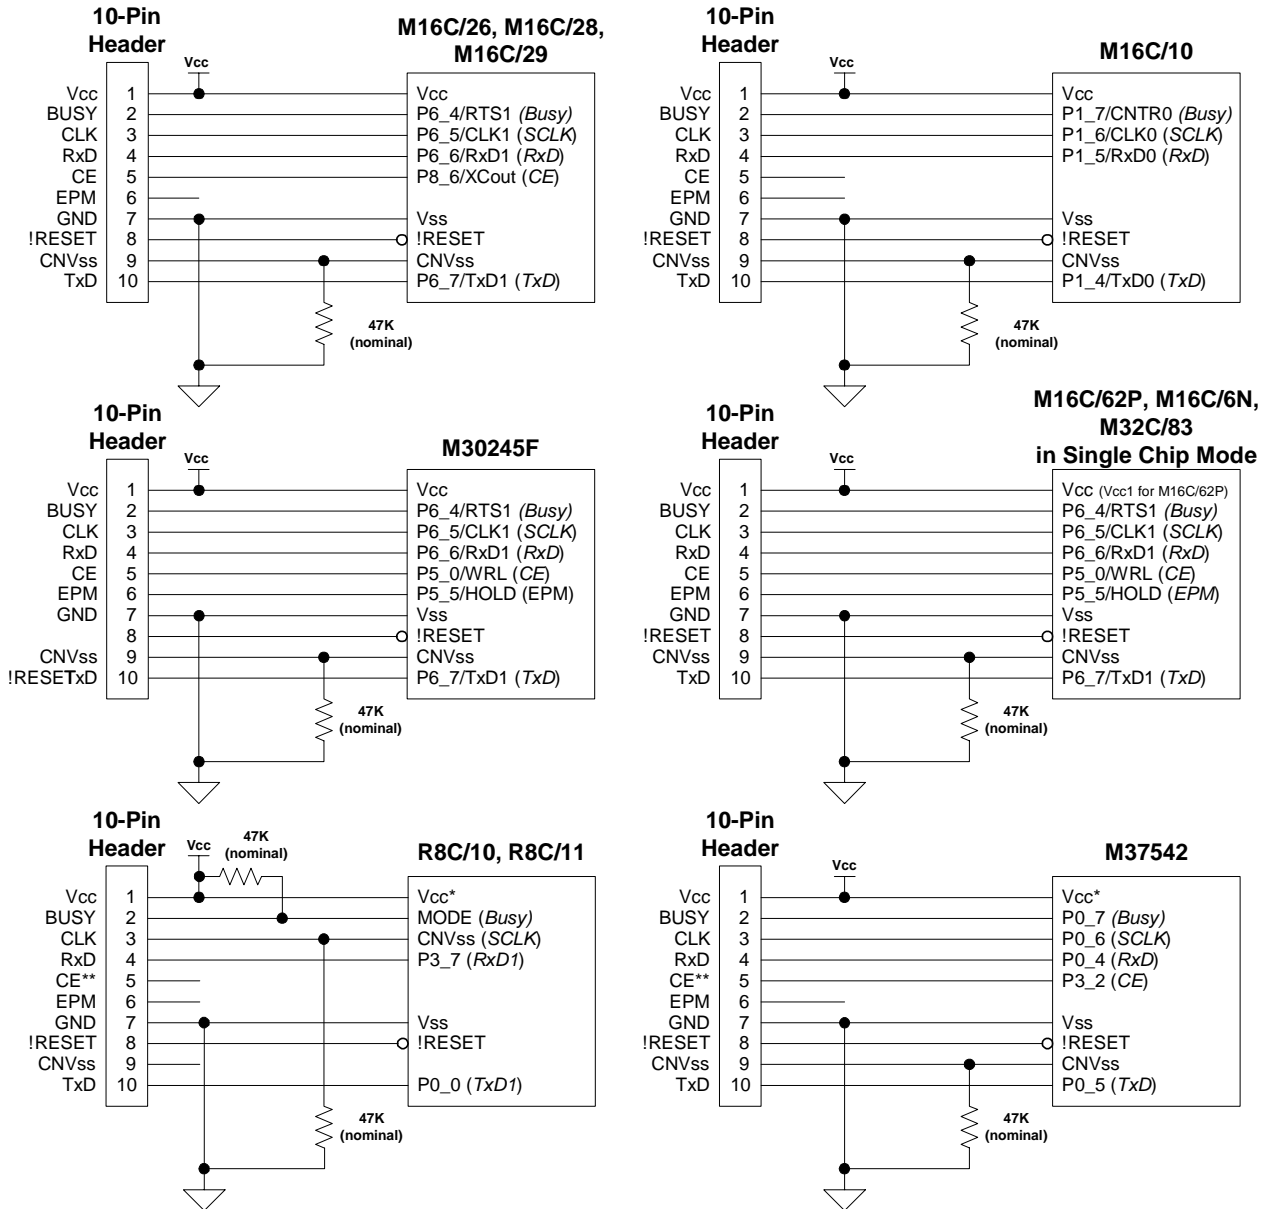 10-Pin
Header
M16C/26, M16C/28,
M16C/29
Vcc
Vcc 1 Vcc
BUSY 2 P6_4/RTS1 (Busy)
CLK 3 P6_5/CLK1 (SCLK)
RxD 4 P6_6/RxD1 (RxD)
CE 5 P8_6/XCout (CE)
EPM 6
GND 7 Vss
!RESET 8 !RESET
CNVss 9 CNVss
TxD 10 P6_7/TxD1 (TxD)
47K
(nominal)
10-Pin
Header
M16C/10
Vcc
Vcc 1 Vcc
BUSY 2 P1_7/CNTR0 (Busy)
CLK 3 P1_6/CLK0 (SCLK)
RxD 4 P1_5/RxD0 (RxD)
CE 5
EPM 6
GND 7 Vss
!RESET 8 !RESET
CNVss 9 CNVss
TxD 10 P1_4/TxD0 (TxD)
47K
(nominal)
10-Pin
Header
M30245F
Vcc
Vcc 1 Vcc
BUSY 2 P6_4/RTS1 (Busy)
CLK 3 P6_5/CLK1 (SCLK)
RxD 4 P6_6/RxD1 (RxD)
CE 5 P5_0/WRL (CE)
EPM 6 P5_5/HOLD (EPM)
GND 7 Vss
8 !RESET
CNVss 9 CNVss
!RESETTxD 10 P6_7/TxD1 (TxD)
47K
(nominal)
10-Pin
Header
M16C/62P, M16C/6N,
M32C/83
in Single Chip Mode
Vcc
Vcc 1 Vcc (Vcc1 for M16C/62P)
BUSY 2 P6_4/RTS1 (Busy)
CLK 3 P6_5/CLK1 (SCLK)
RxD 4 P6_6/RxD1 (RxD)
CE 5 P5_0/WRL (CE)
EPM 6 P5_5/HOLD (EPM)
GND 7 Vss
!RESET 8 !RESET
CNVss 9 CNVss
TxD 10 P6_7/TxD1 (TxD)
47K
(nominal)
10-Pin
Header
R8C/10, R8C/11
Vcc
47K
(nominal)
Vcc 1 Vcc*
BUSY 2 MODE (Busy)
CLK 3 CNVss (SCLK)
RxD 4 P3_7 (RxD1)
CE** 5
EPM 6
GND 7 Vss
!RESET 8 !RESET
CNVss 9
TxD 10 P0_0 (TxD1)
47K
(nominal)
10-Pin
Header
M37542
Vcc
Vcc 1 Vcc*
BUSY 2 P0_7 (Busy)
CLK 3 P0_6 (SCLK)
RxD 4 P0_4 (RxD)
CE** 5 P3_2 (CE)
EPM 6
GND 7 Vss
!RESET 8 !RESET
CNVss 9 CNVss
TxD 10 P0_5 (TxD)
47K
(nominal)